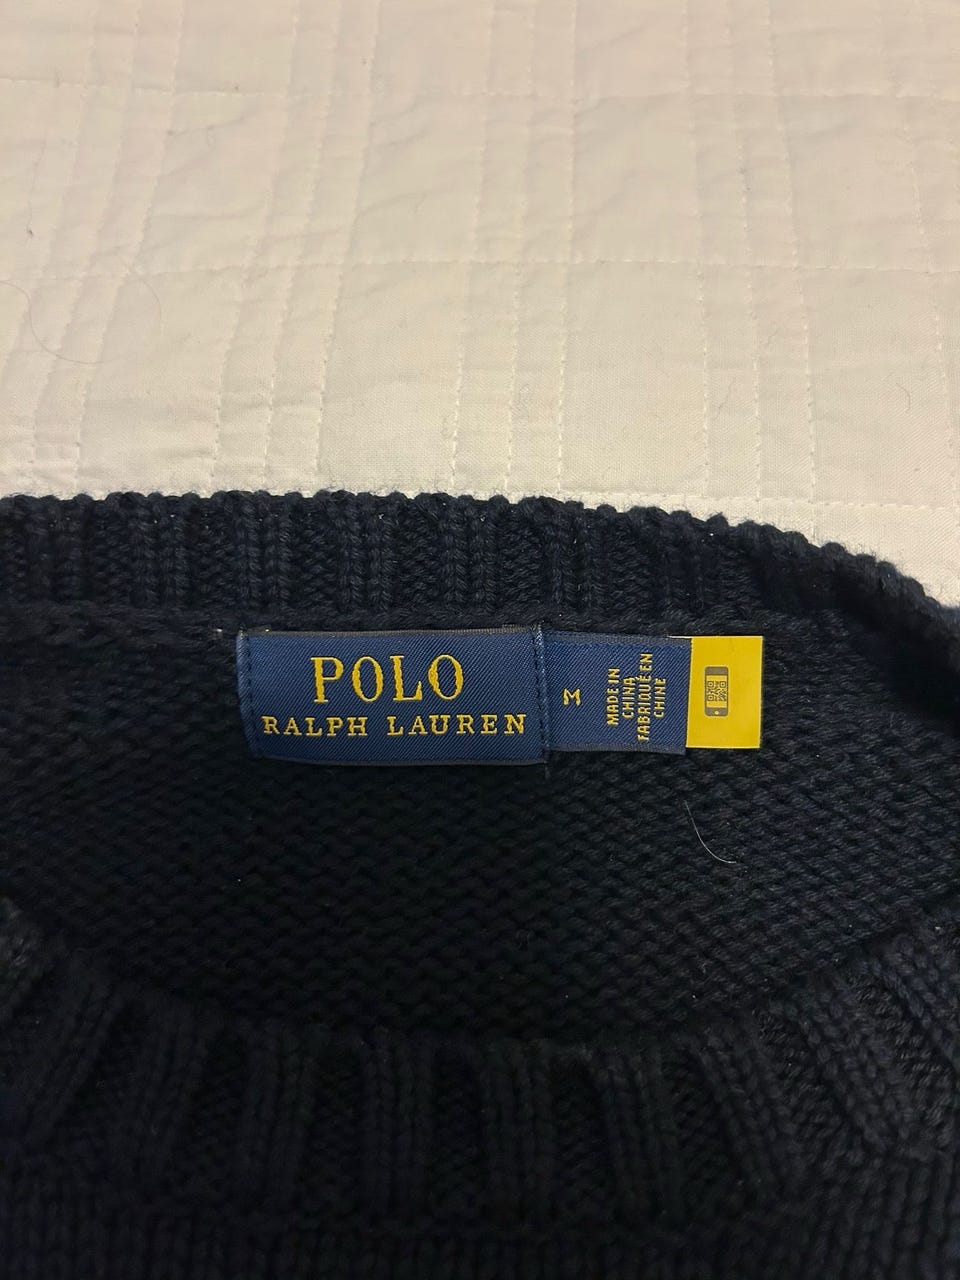 POLO
RALPH LAUREN
M
MADE IN
CHINA
FABRIQUÉ EN
CHINE